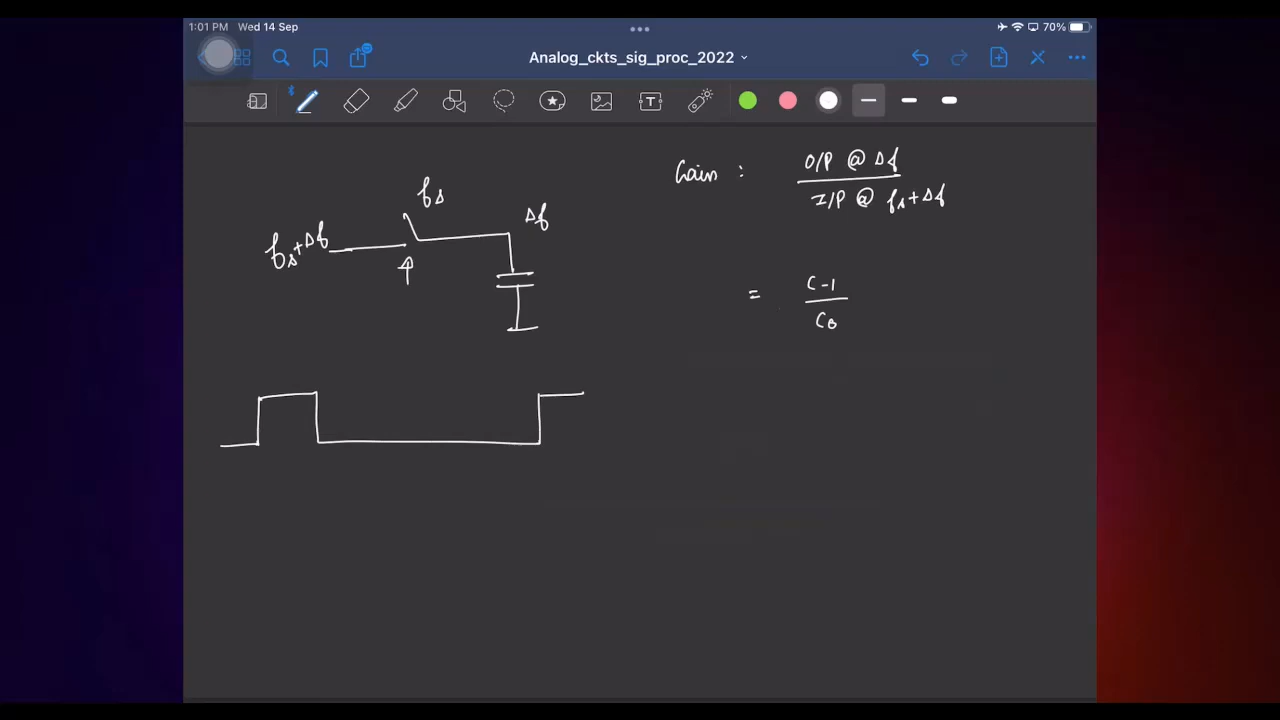 1:01 PM Wed 14 Sep
70%
Analog_ckts_sig_proc_2022
T
Gain : O/P @ Δf
I/P @ fs+Δf
fs
Δf
fs+Δf
= C-1
C0